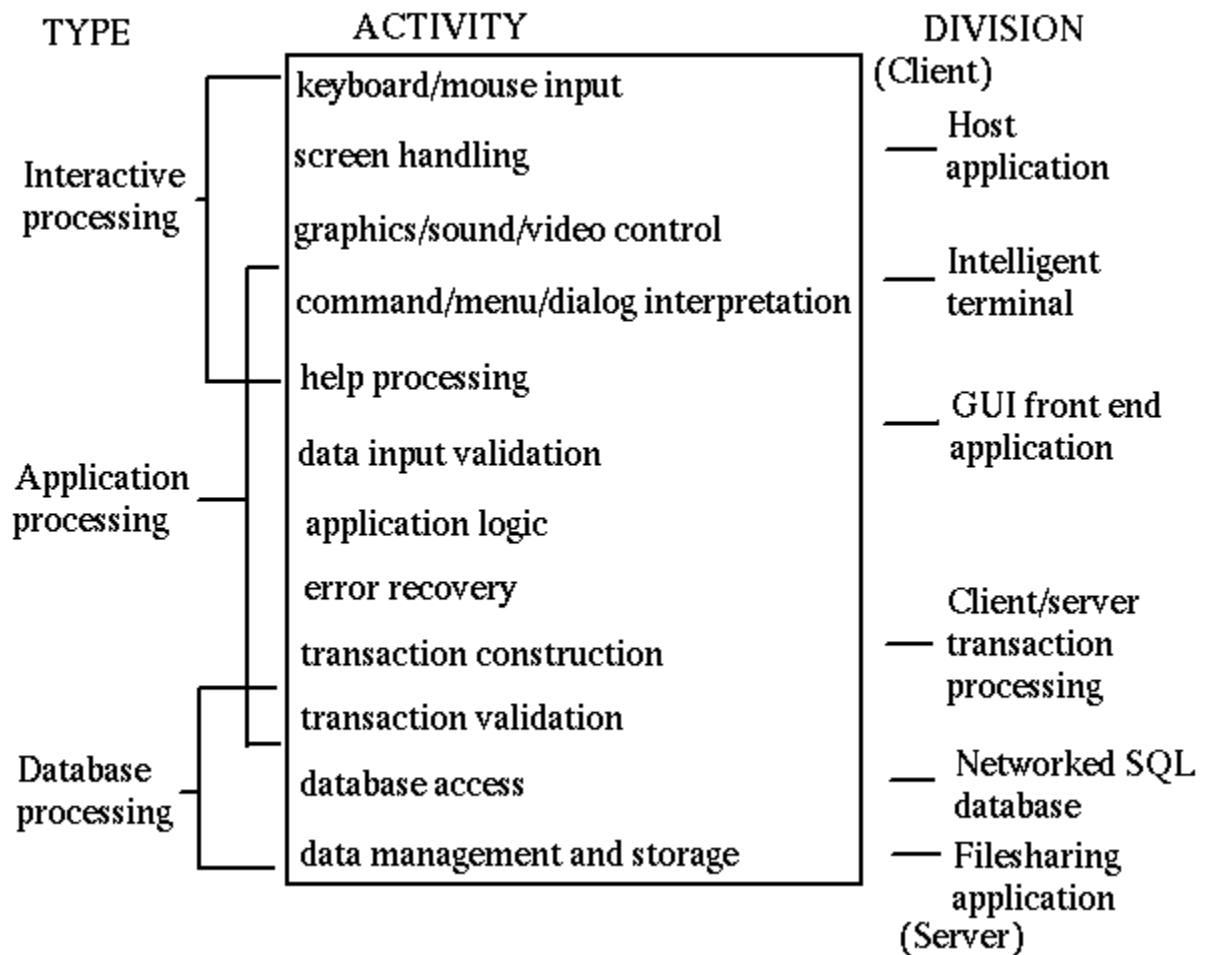 TYPE
ACTIVITY
DIVISION
(Client)
Interactive
processing
Application
processing
Database
processing
keyboard/mouse input
screen handling
graphics/sound/video control
command/menu/dialog interpretation
help processing
data input validation
application logic
error recovery
transaction construction
transaction validation
database access
data management and storage
Host
application
Intelligent
terminal
GUI front end
application
Client/server
transaction
processing
Networked SQL
database
Filesharing
application
(Server)